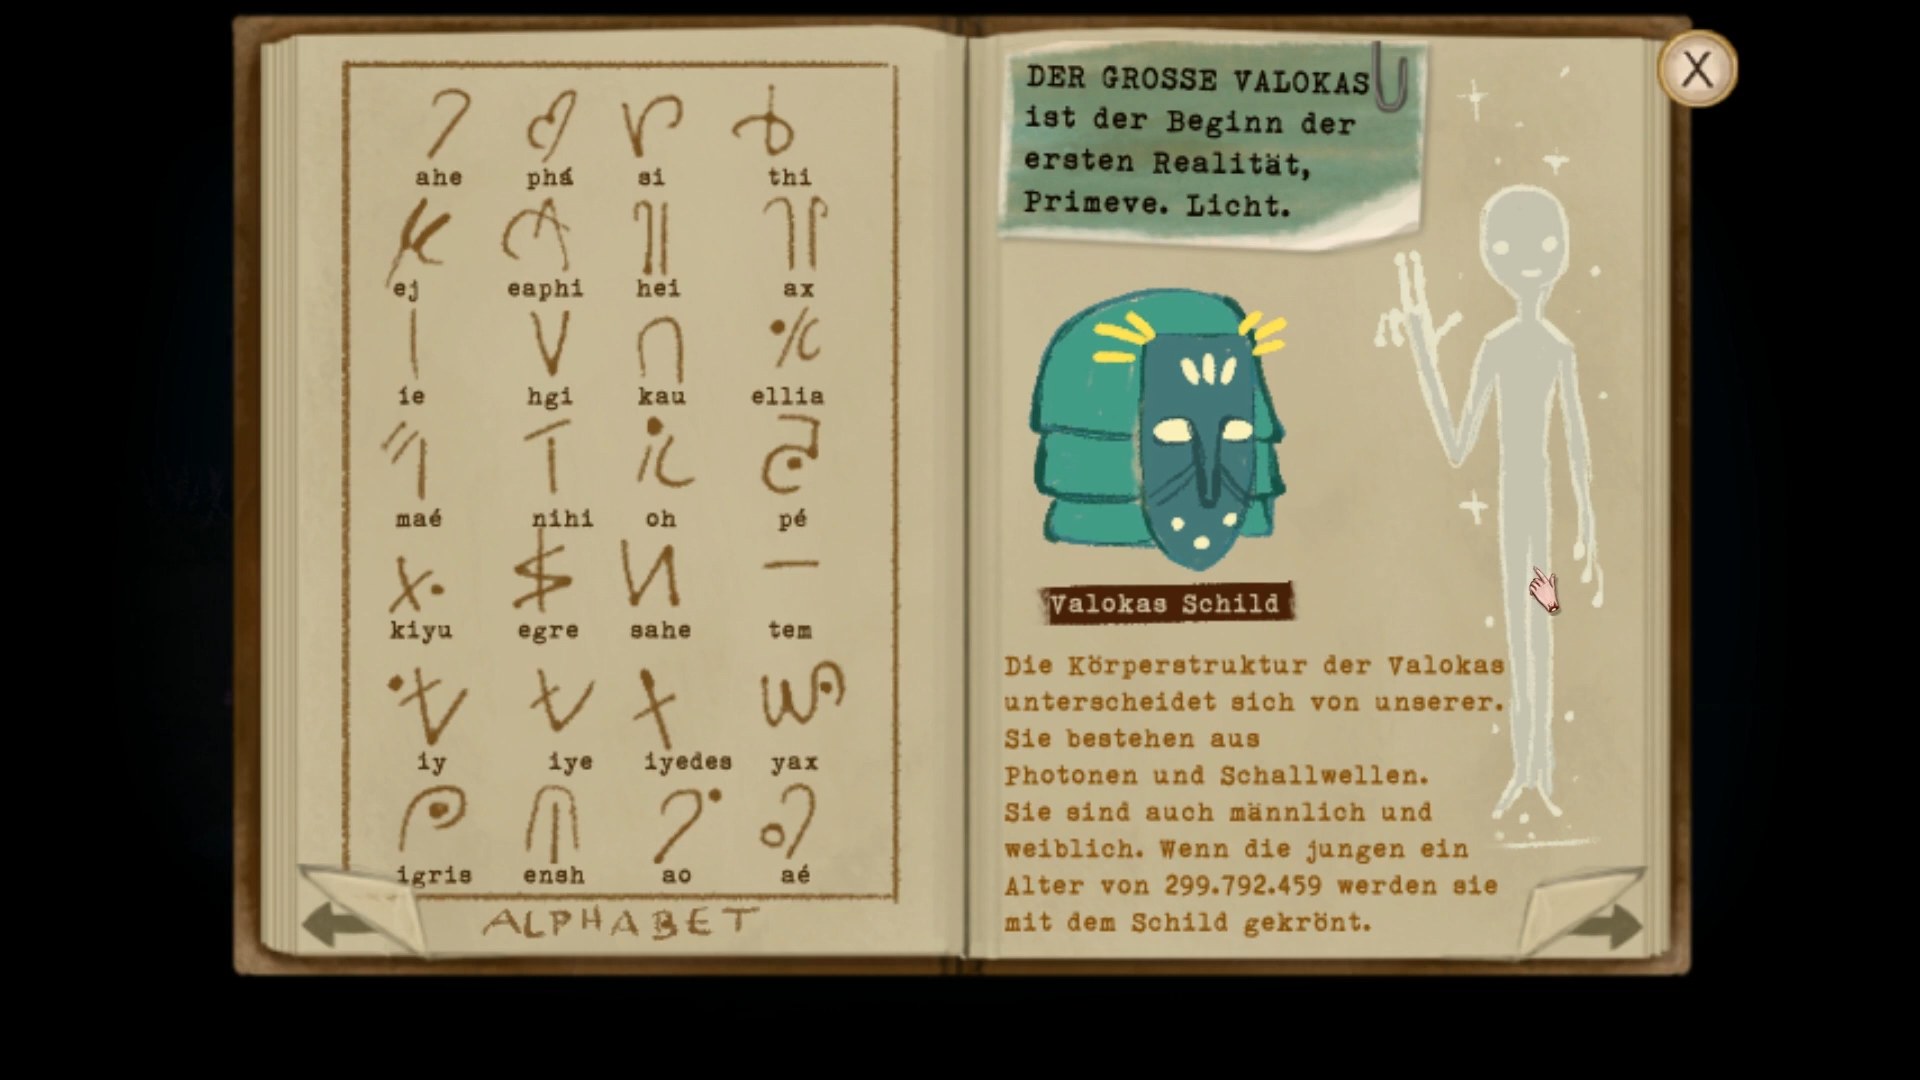 ahe phá si thi
ej eaphi hei ax
ie hgi kau ellia
maé nihi oh pé
kiyu egre sahe tem
iy iye iyedes yax
igris ensh ao aé
ALPHABET
DER GROSSE VALOKAS
ist der Beginn der
ersten Realität,
Primeve. Licht.
Valokas Schild
Die Körperstruktur der Valokas
unterscheidet sich von unserer.
Sie bestehen aus
Photonen und Schallwellen.
Sie sind auch männlich und
weiblich. Wenn die jungen ein
Alter von 299.792.459 werden sie
mit dem Schild gekrönt.
X